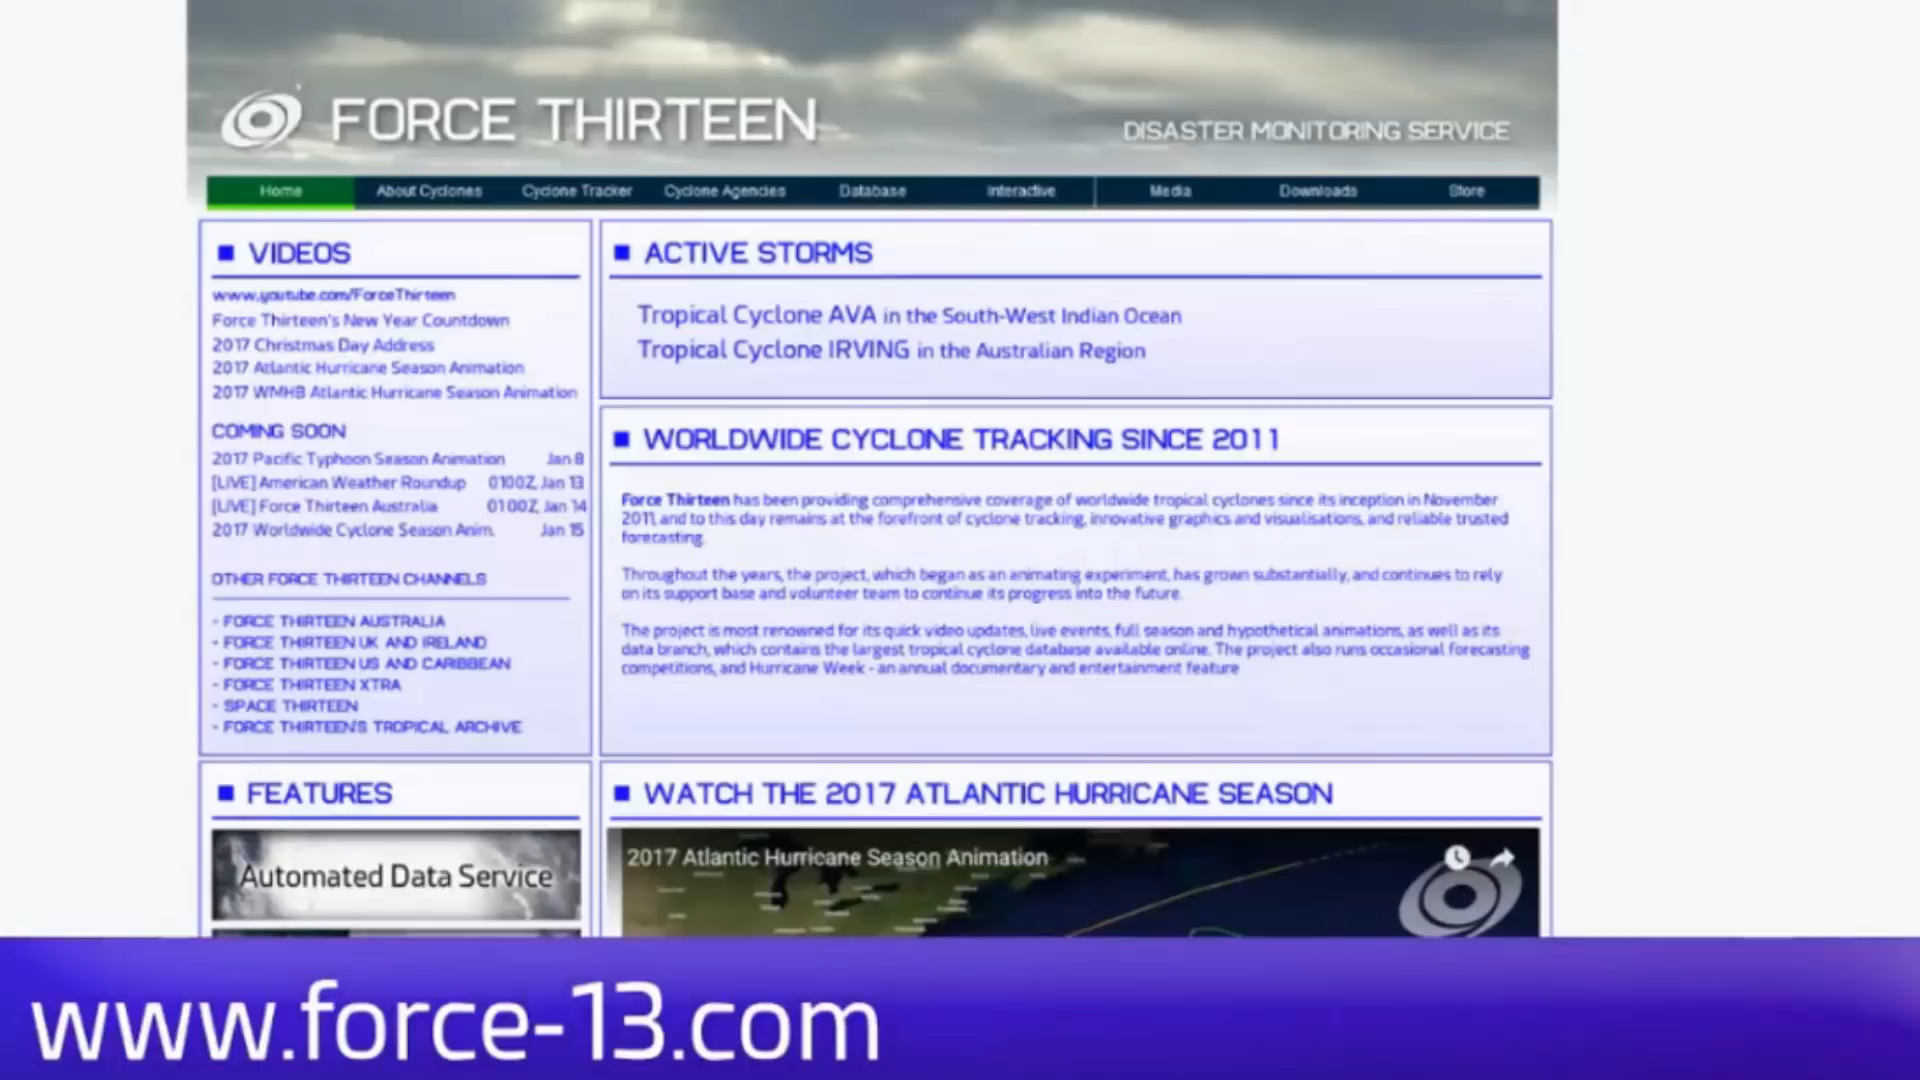 FORCE THIRTEEN
DISASTER MONITORING SERVICE
Home About Cyclones Cyclone Tracker Cyclone Agencies Database Interactive Media Downloads Store
VIDEOS
www.youtube.com/ForceThirteen
Force Thirteen's New Year Countdown
2017 Christmas Day Address
2017 Atlantic Hurricane Season Animation
2017 WMHB Atlantic Hurricane Season Animation
COMING SOON
2017 Pacific Typhoon Season Animation Jan 8
[LIVE] American Weather Roundup 0100Z, Jan 13
[LIVE] Force Thirteen Australia 0100Z, Jan 14
2017 Worldwide Cyclone Season Anim. Jan 15
OTHER FORCE THIRTEEN CHANNELS
- FORCE THIRTEEN AUSTRALIA
- FORCE THIRTEEN UK AND IRELAND
- FORCE THIRTEEN US AND CARIBBEAN
- FORCE THIRTEEN XTRA
- SPACE THIRTEEN
- FORCE THIRTEEN'S TROPICAL ARCHIVE
ACTIVE STORMS
Tropical Cyclone AVA in the South-West Indian Ocean
Tropical Cyclone IRVING in the Australian Region
WORLDWIDE CYCLONE TRACKING SINCE 2011
Force Thirteen has been providing comprehensive coverage of worldwide tropical cyclones since its inception in November
2011, and to this day remains at the forefront of cyclone tracking, innovative graphics and visualisations, and reliable trusted
forecasting.
Throughout the years, the project, which began as an animating experiment, has grown substantially, and continues to rely
on its support base and volunteer team to continue its progress into the future.
The project is most renowned for its quick video updates, live events, full season and hypothetical animations, as well as its
data branch, which contains the largest tropical cyclone database available online. The project also runs occasional forecasting
competitions, and Hurricane Week - an annual documentary and entertainment feature
FEATURES
Automated Data Service
WATCH THE 2017 ATLANTIC HURRICANE SEASON
2017 Atlantic Hurricane Season Animation
www.force-13.com